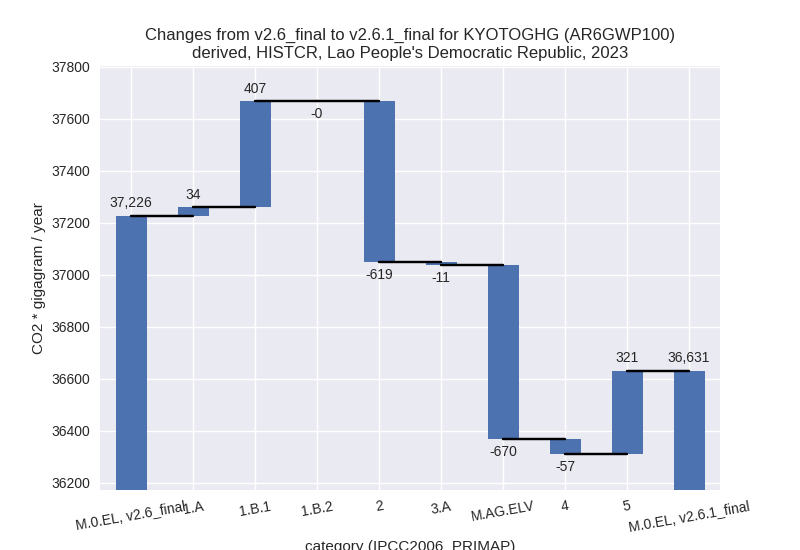 Changes from v2.6_final to v2.6.1_final for KYOTOGHG (AR6GWP100)
derived, HISTCR, Lao People's Democratic Republic, 2023
CO2 * gigagram / year
37800
37600
37400
37200
37000
36800
36600
36400
36200
37,226
34
407
-0
-619
-11
-670
-57
321
36,631
M.0.EL, v2.6_final
1.A
1.B.1
1.B.2
2
3.A
M.AG.ELV
4
5
M.0.EL, v2.6.1_final
category (IPCC2006_PRIMAP)